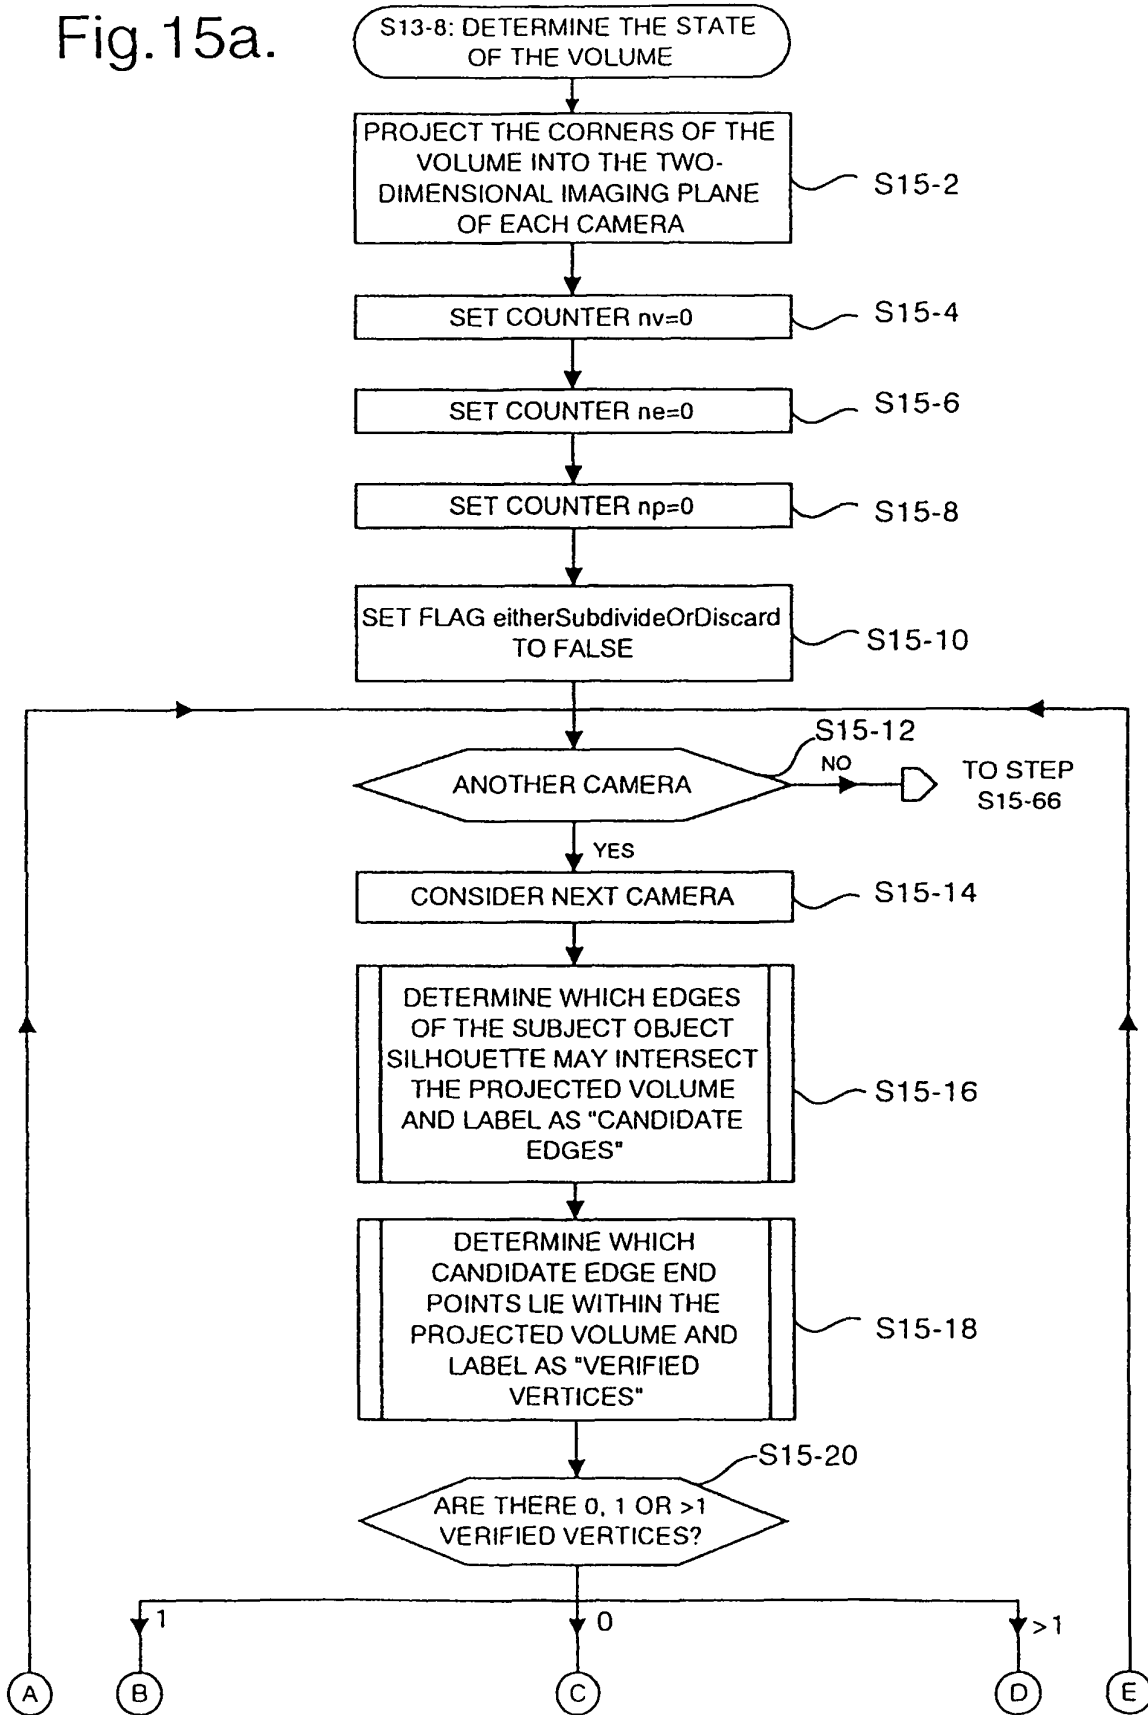 Fig.15a.
S13-8: DETERMINE THE STATE
OF THE VOLUME
PROJECT THE CORNERS OF THE
VOLUME INTO THE TWO-
DIMENSIONAL IMAGING PLANE
OF EACH CAMERA
S15-2
SET COUNTER nv=0
S15-4
SET COUNTER ne=0
S15-6
SET COUNTER np=0
S15-8
SET FLAG eitherSubdivideOrDiscard
TO FALSE
S15-10
S15-12
ANOTHER CAMERA
NO
TO STEP
S15-66
YES
CONSIDER NEXT CAMERA
S15-14
DETERMINE WHICH EDGES
OF THE SUBJECT OBJECT
SILHOUETTE MAY INTERSECT
THE PROJECTED VOLUME
AND LABEL AS "CANDIDATE
EDGES"
S15-16
DETERMINE WHICH
CANDIDATE EDGE END
POINTS LIE WITHIN THE
PROJECTED VOLUME AND
LABEL AS "VERIFIED
VERTICES"
S15-18
S15-20
ARE THERE 0, 1 OR >1
VERIFIED VERTICES?
1
0
>1
A
B
C
D
E